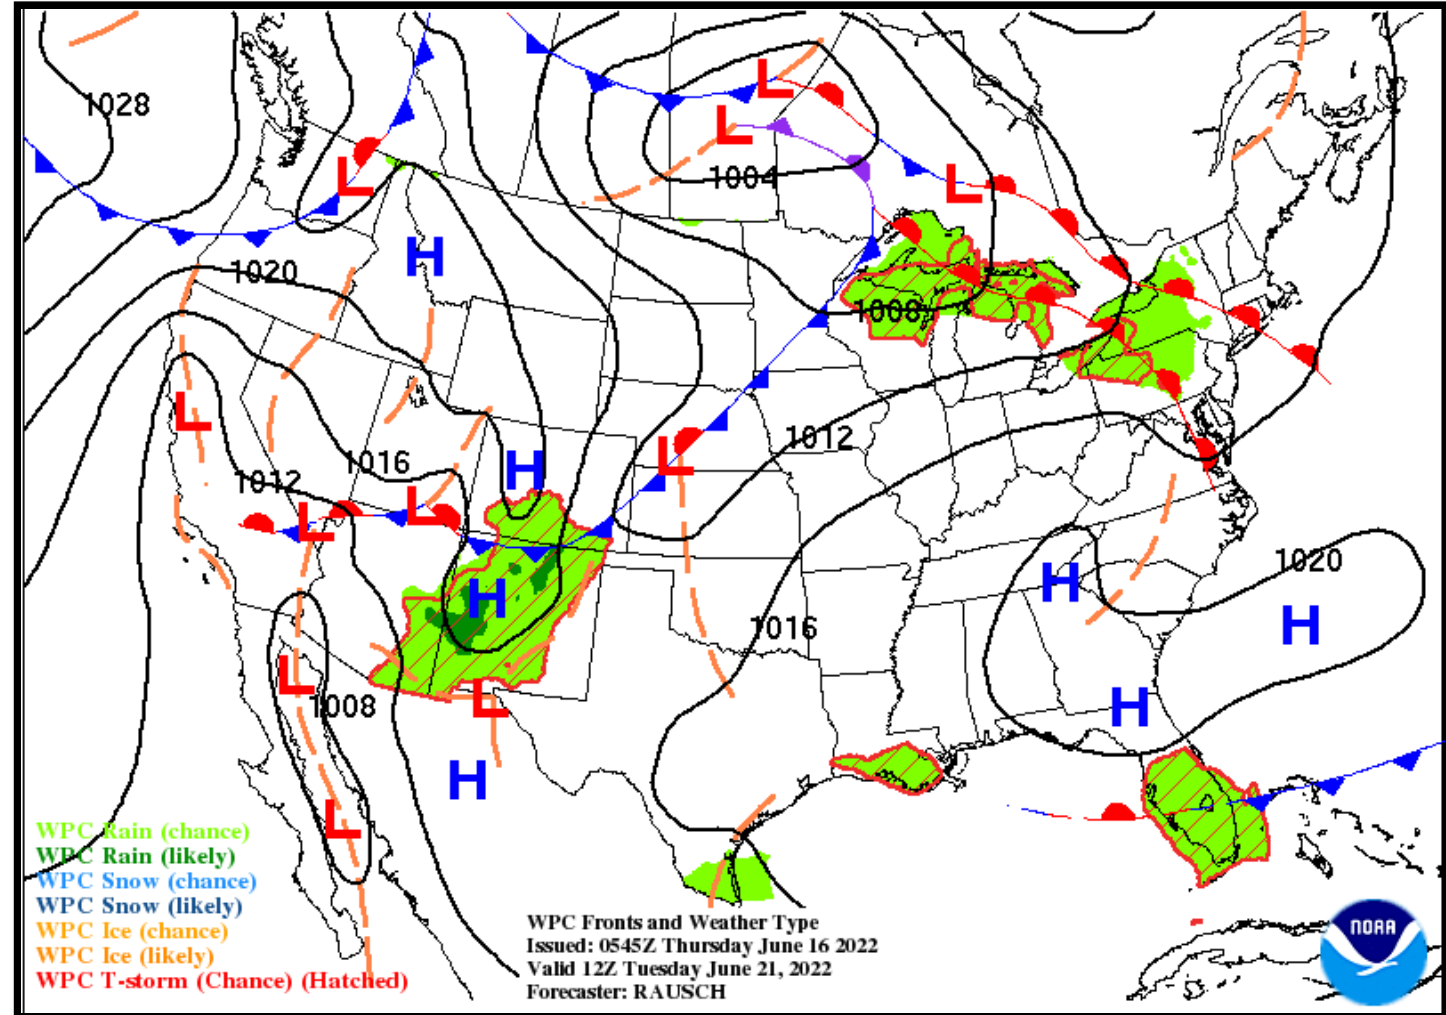 1028
L
L
1004
L
L
H
1020
1008
L
1012
L
1016
H
1012
L
L
H
1020
H
H
1016
L
L
1008
H
H
L
WPC Rain (chance)
WPC Rain (likely)
WPC Snow (chance)
WPC Snow (likely)
WPC Ice (chance)
WPC Ice (likely)
WPC T-storm (Chance) (Hatched)
WPC Fronts and Weather Type
Issued: 0545Z Thursday June 16 2022
Valid 12Z Tuesday June 21, 2022
Forecaster: RAUSCH
NOAA